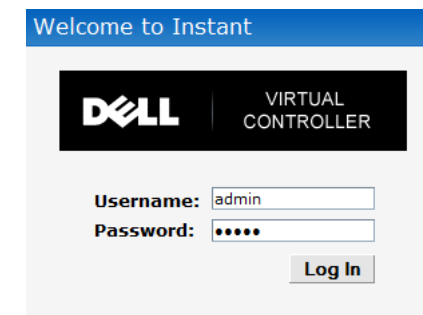 Welcome to Instant
DELL
VIRTUAL
CONTROLLER
Username: admin
Password: •••••
Log In